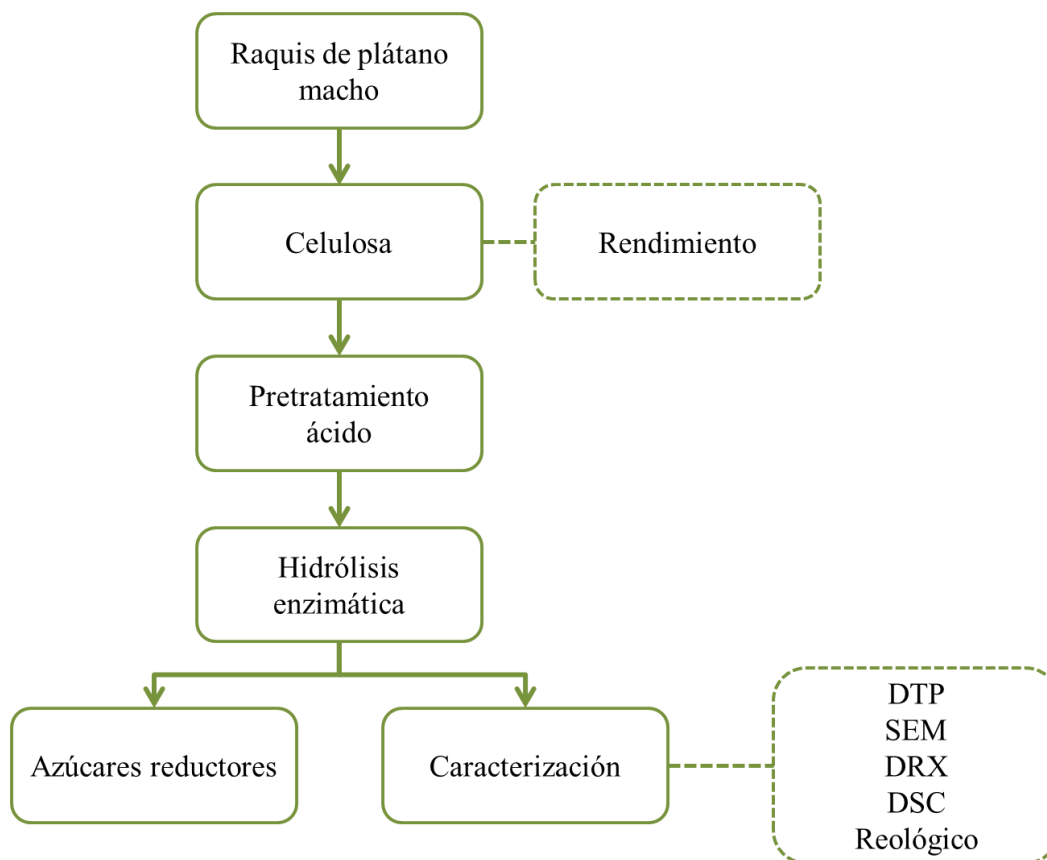 Raquis de plátano
macho
Celulosa
Rendimiento
Pretratamiento
ácido
Hidrólisis
enzimática
Azúcares reductores
Caracterización
DTP
SEM
DRX
DSC
Reológico